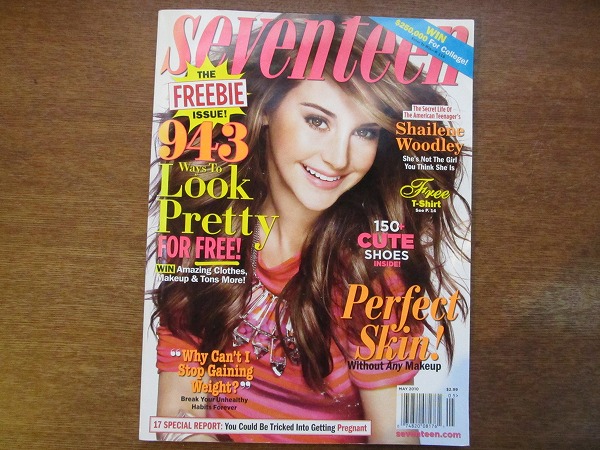 seventeen
WIN
$250,000 For College!
THE
FREEBIE
ISSUE!
943
Ways To
Look
Pretty
FOR FREE!
WIN Amazing Clothes,
Makeup & Tons More!
The Secret Life Of
The American Teenager's
Shailene
Woodley
She's Not The Girl
You Think She Is
Free
T-Shirt
See P. 14
150+
CUTE
SHOES
INSIDE!
Perfect
Skin!
Without Any Makeup
"Why Can't I
Stop Gaining
Weight?"
Break Your Unhealthy
Habits Forever
17 SPECIAL REPORT: You Could Be Tricked Into Getting Pregnant
MAY 2010
$2.99
seventeen.com